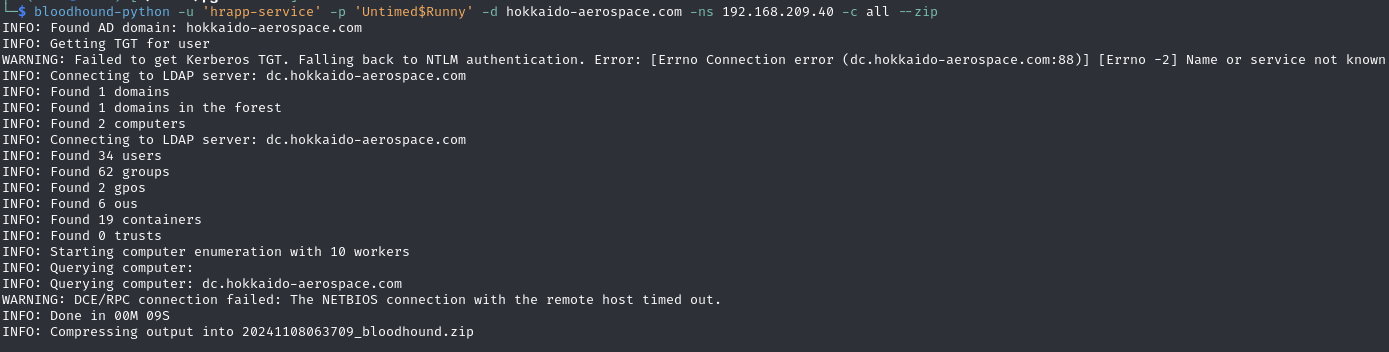 └─$ bloodhound-python -u 'hrapp-service' -p 'Untimed$Runny' -d hokkaido-aerospace.com -ns 192.168.209.40 -c all --zip
INFO: Found AD domain: hokkaido-aerospace.com
INFO: Getting TGT for user
WARNING: Failed to get Kerberos TGT. Falling back to NTLM authentication. Error: [Errno Connection error (dc.hokkaido-aerospace.com:88)] [Errno -2] Name or service not known
INFO: Connecting to LDAP server: dc.hokkaido-aerospace.com
INFO: Found 1 domains
INFO: Found 1 domains in the forest
INFO: Found 2 computers
INFO: Connecting to LDAP server: dc.hokkaido-aerospace.com
INFO: Found 34 users
INFO: Found 62 groups
INFO: Found 2 gpos
INFO: Found 6 ous
INFO: Found 19 containers
INFO: Found 0 trusts
INFO: Starting computer enumeration with 10 workers
INFO: Querying computer:
INFO: Querying computer: dc.hokkaido-aerospace.com
WARNING: DCE/RPC connection failed: The NETBIOS connection with the remote host timed out.
INFO: Done in 00M 09S
INFO: Compressing output into 20241108063709_bloodhound.zip